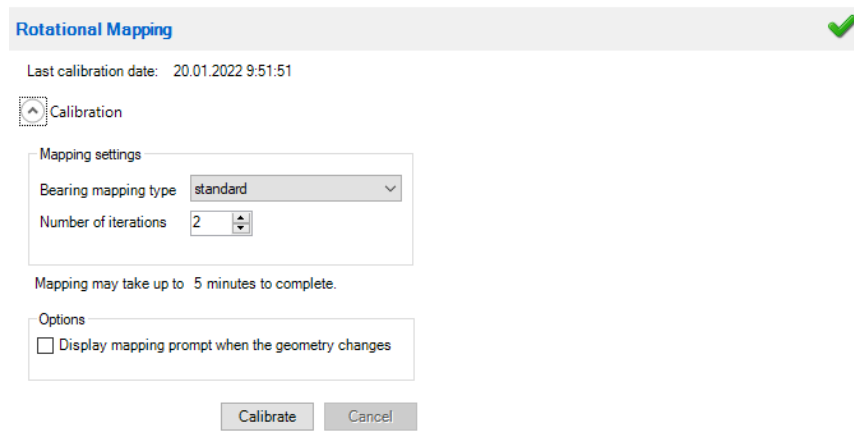 Rotational Mapping
Last calibration date: 20.01.2022 9:51:51
Calibration
Mapping settings
Bearing mapping type standard
Number of iterations 2
Mapping may take up to 5 minutes to complete.
Options
Display mapping prompt when the geometry changes
Calibrate Cancel